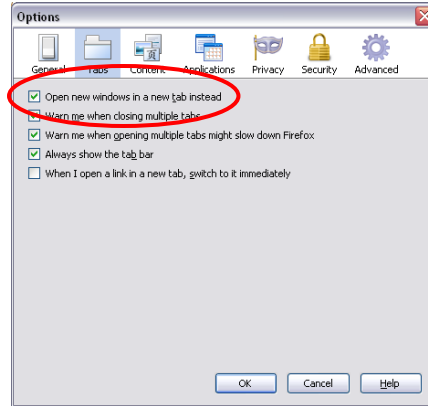 Options
General Tabs Content Applications Privacy Security Advanced
Open new windows in a new tab instead
Warn me when closing multiple tabs
Warn me when opening multiple tabs might slow down Firefox
Always show the tab bar
When I open a link in a new tab, switch to it immediately
OK Cancel Help